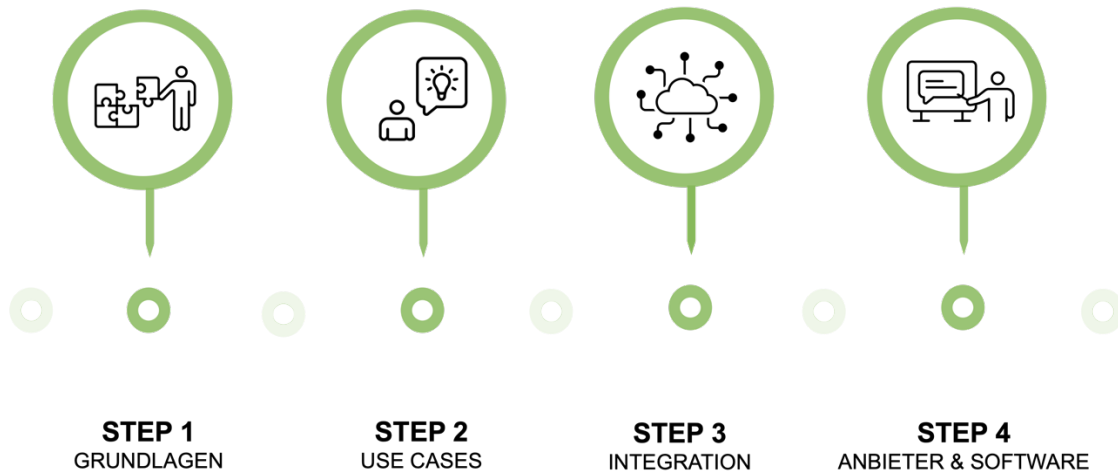 STEP 1
GRUNDLAGEN
STEP 2
USE CASES
STEP 3
INTEGRATION
STEP 4
ANBIETER & SOFTWARE